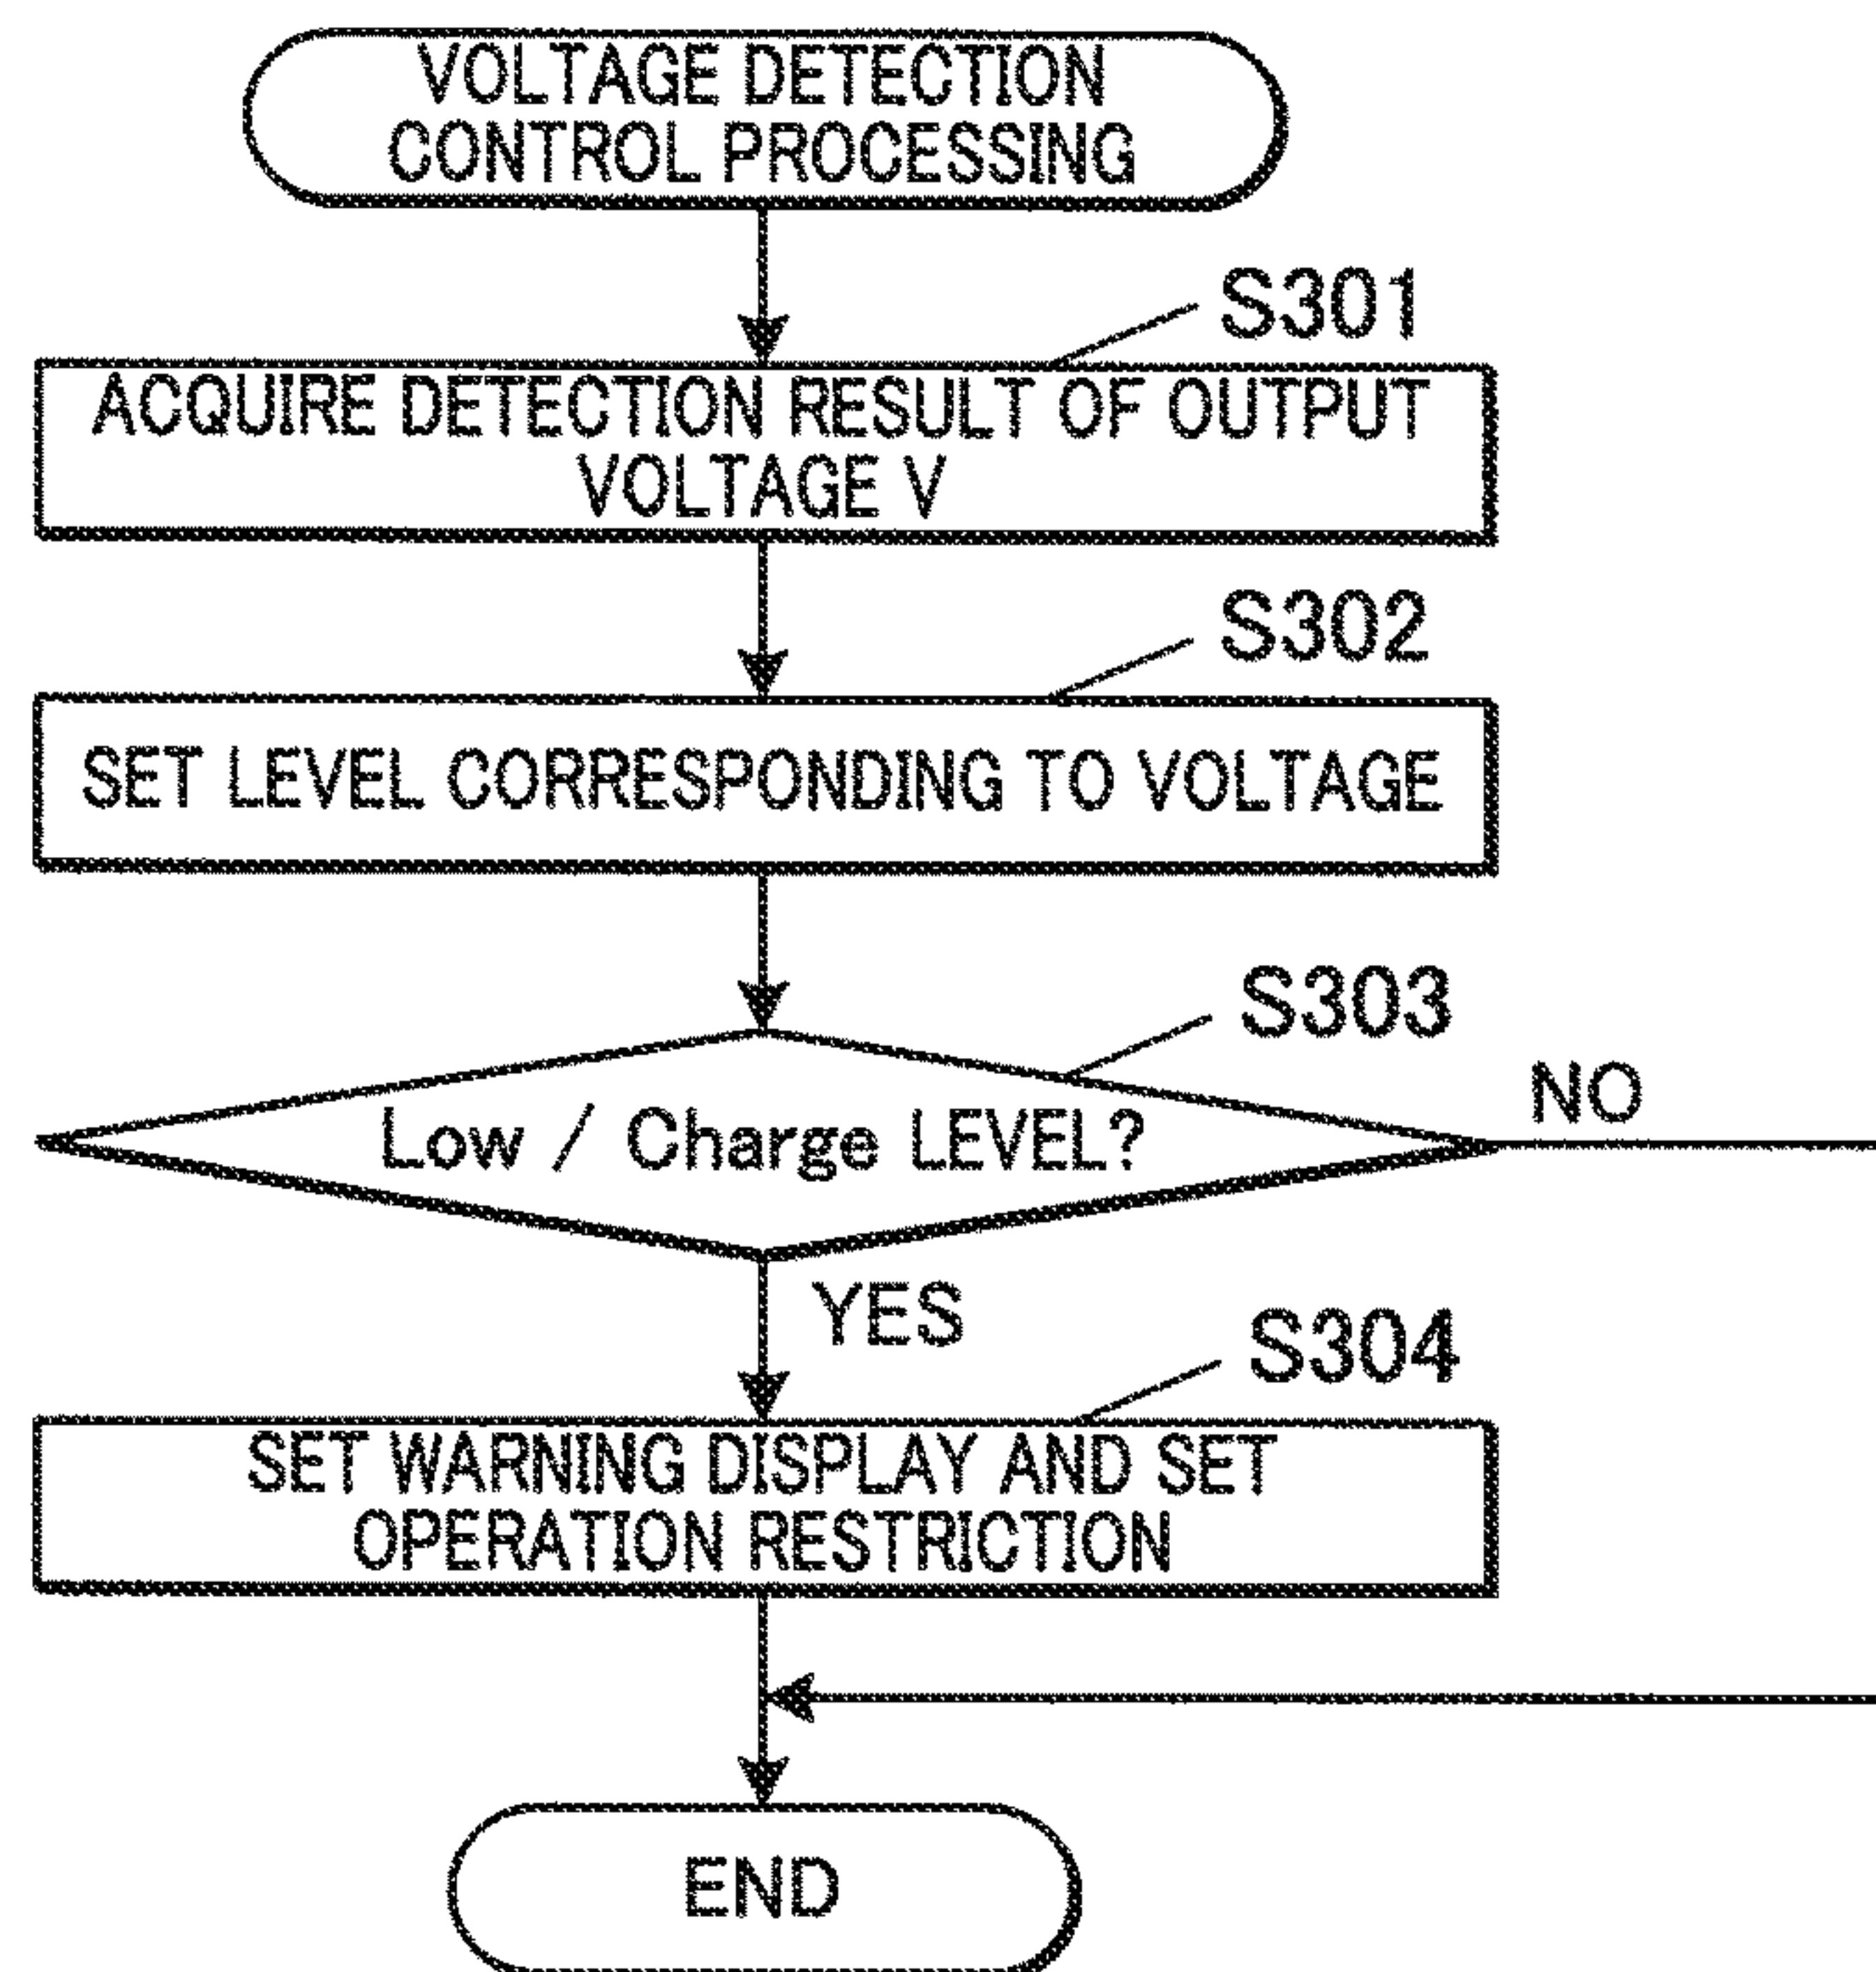 VOLTAGE DETECTION
CONTROL PROCESSING
S301
ACQUIRE DETECTION RESULT OF OUTPUT
VOLTAGE V
S302
SET LEVEL CORRESPONDING TO VOLTAGE
S303
Low / Charge LEVEL?
NO
YES
S304
SET WARNING DISPLAY AND SET
OPERATION RESTRICTION
END